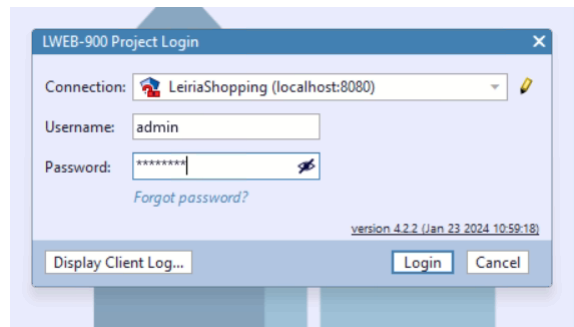 LWEB-900 Project Login
Connection: LeiriaShopping (localhost:8080)
Username: admin
Password: ********
Forgot password?
version 4.2.2 (Jan 23 2024 10:59:18)
Display Client Log... Login Cancel